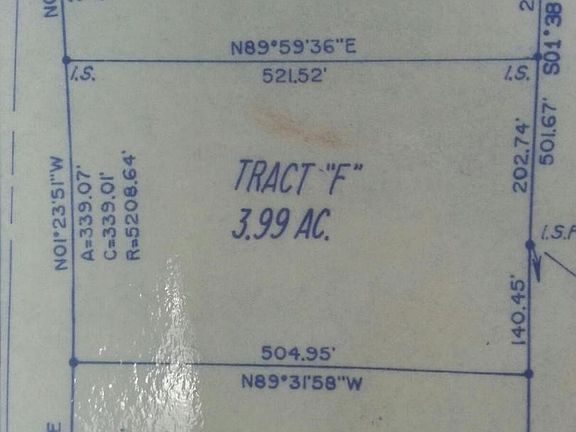 N89°59'36"E
521.52'
I.S.
I.S.
S01°38
501.67'
202.74'
N01°23'51"W
A=339.07'
C=339.01'
R=5208.64'
TRACT "F"
3.99 AC.
I.S.F
140.45'
504.95'
N89°31'58"W